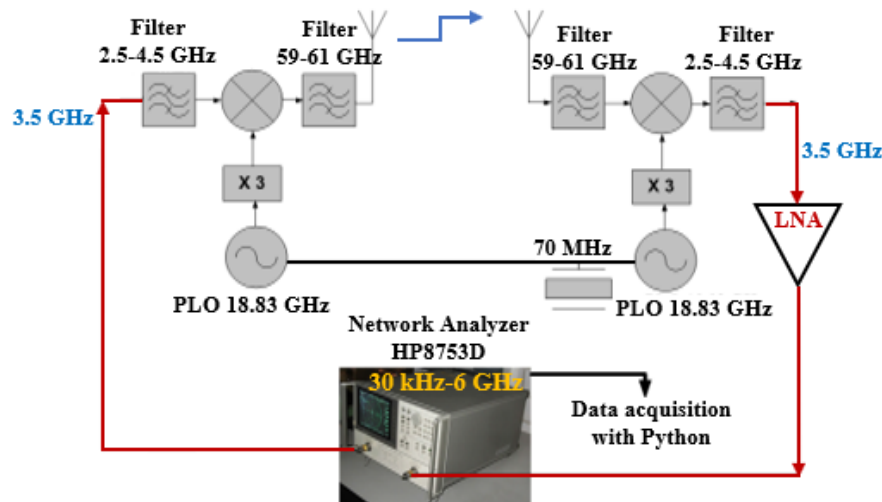 Filter
2.5-4.5 GHz
Filter
59-61 GHz
Filter
59-61 GHz
Filter
2.5-4.5 GHz
3.5 GHz
3.5 GHz
X 3
X 3
LNA
70 MHz
PLO 18.83 GHz
PLO 18.83 GHz
Network Analyzer
HP8753D
30 kHz-6 GHz
Data acquisition
with Python